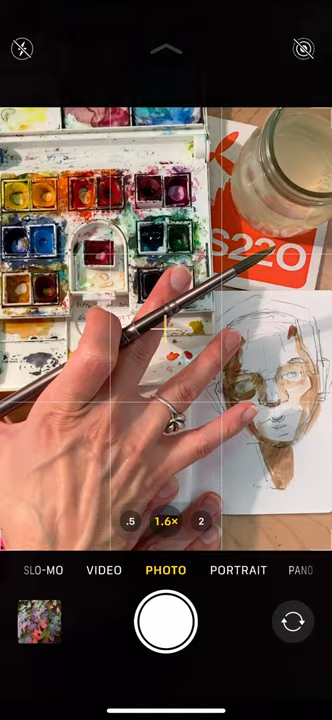 S220
.5
1.6×
2
SLO-MO
VIDEO
PHOTO
PORTRAIT
PANO